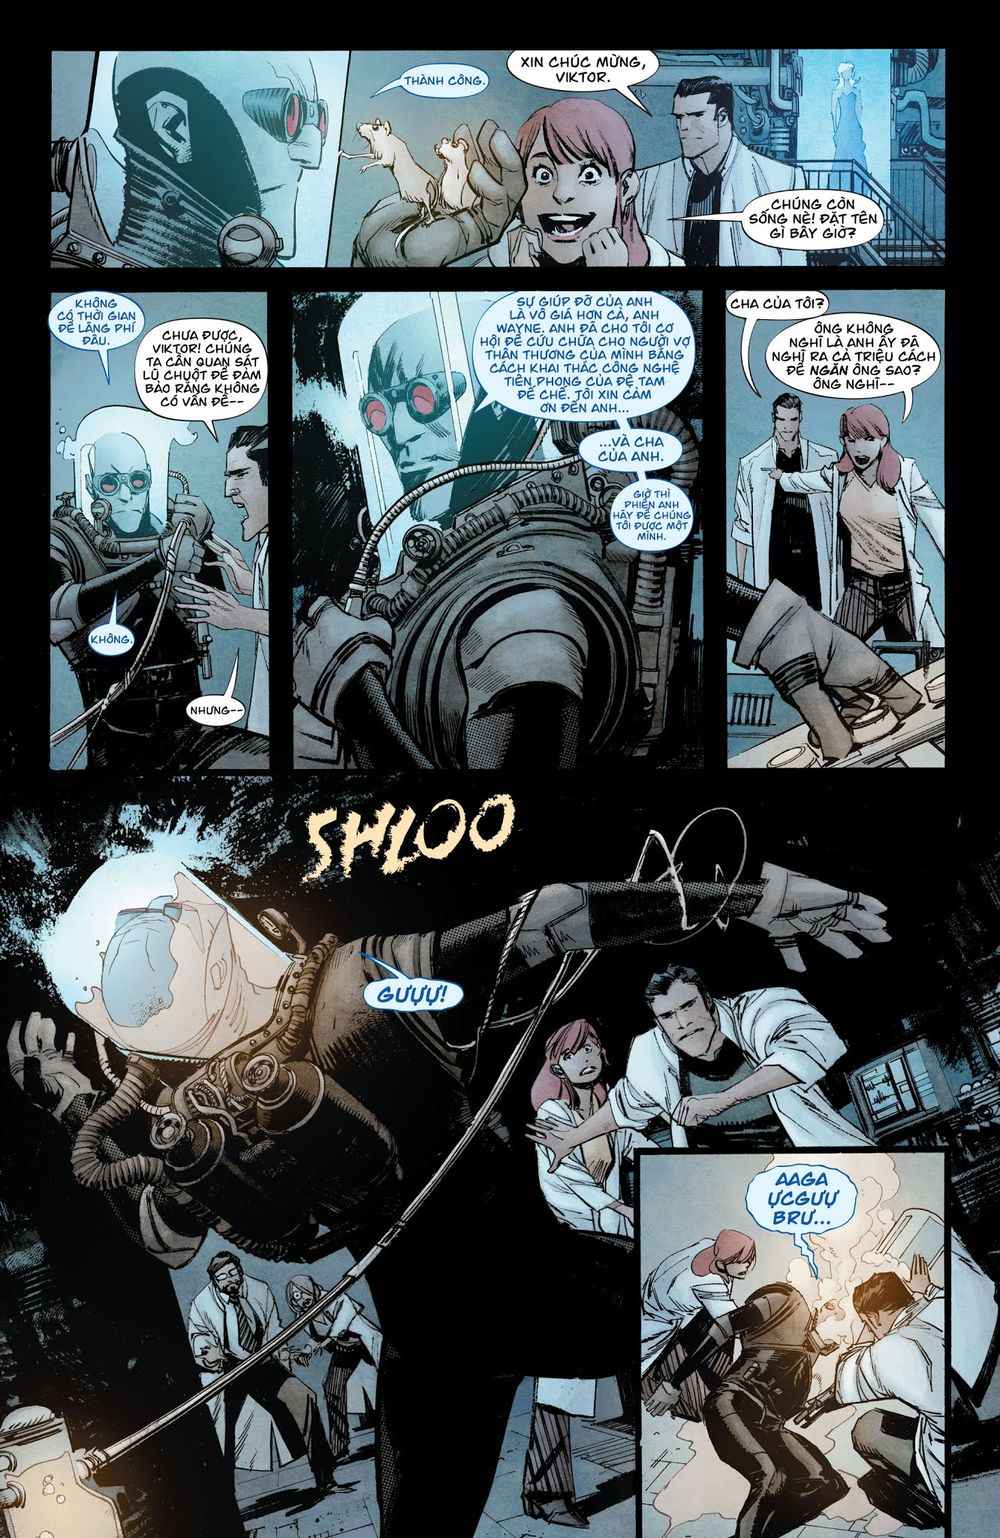 THÀNH CÔNG.
XIN CHÚC MỪNG,
VIKTOR.
CHÚNG CÒN
SỐNG NÈ! ĐẶT TÊN
GÌ BÂY GIỜ?
KHÔNG
CÓ THỜI GIAN
ĐỂ LÃNG PHÍ
ĐÂU.
CHƯA ĐƯỢC,
VIKTOR! CHÚNG
TA CẦN QUAN SÁT
LŨ CHUỘT ĐỂ ĐẢM
BẢO RẰNG KHÔNG
CÓ VẤN ĐỀ--
KHÔNG.
NHƯNG--
SỰ GIÚP ĐỠ CỦA ANH
LÀ VÔ GIÁ HƠN CẢ, ANH
WAYNE. ANH ĐÃ CHO TÔI CƠ
HỘI ĐỂ CỨU CHỮA CHO NGƯỜI VỢ
THÂN THƯƠNG CỦA MÌNH BẰNG
CÁCH KHAI THÁC CÔNG NGHỆ
TIÊN PHONG CỦA ĐỆ TAM
ĐẾ CHẾ. TÔI XIN CẢM
ƠN ĐẾN ANH...
...VÀ CHA
CỦA ANH.
GIỜ THÌ
PHIỀN ANH
HÃY ĐỂ CHÚNG
TÔI ĐƯỢC MỘT
MÌNH.
CHA CỦA TÔI?
ÔNG KHÔNG
NGHĨ LÀ ANH ẤY ĐÃ
NGHĨ RA CẢ TRIỆU CÁCH
ĐỂ NGĂN ÔNG SAO?
ÔNG NGHĨ--
SHLOO
GƯỰỰ!
AAGA
ỰCGƯỰ
BRƯ...